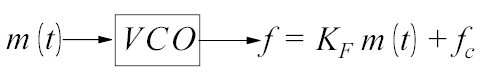 m (t) VCO f = K_F m (t) + f_c